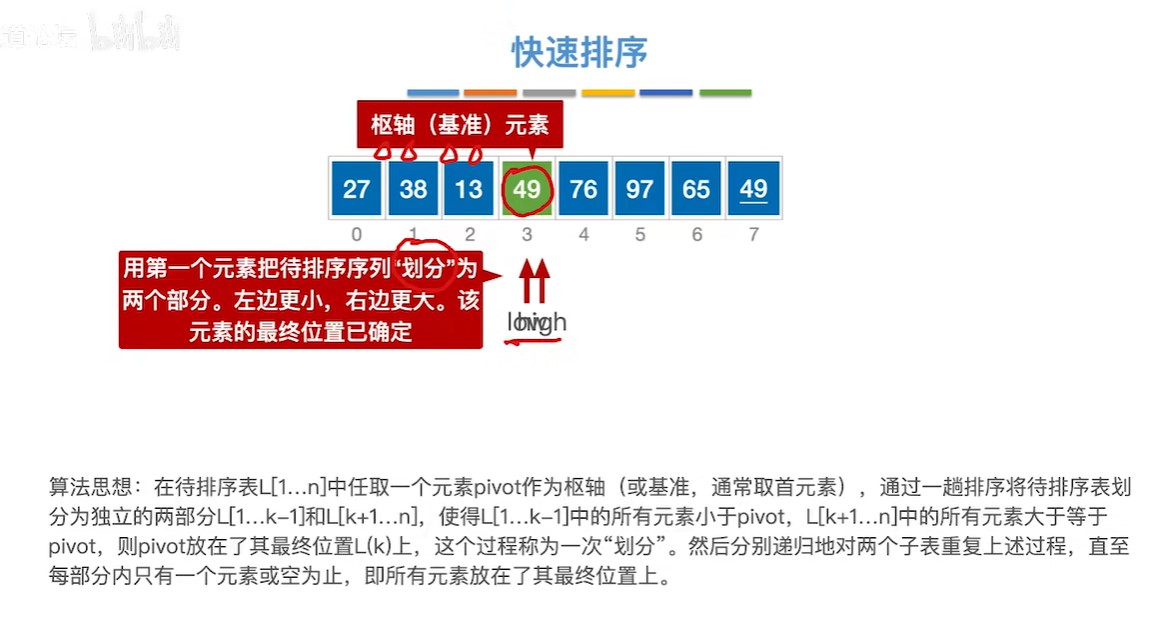 道论坛 bilibili
快速排序
枢轴（基准）元素
27 38 13 49 76 97 65 49
0 1 2 3 4 5 6 7
用第一个元素把待排序序列“划分”为
两个部分。左边更小，右边更大。该
元素的最终位置已确定
low high
算法思想：在待排序表L[1…n]中任取一个元素pivot作为枢轴（或基准，通常取首元素），通过一趟排序将待排序表划
分为独立的两部分L[1…k-1]和L[k+1…n]，使得L[1…k-1]中的所有元素小于pivot，L[k+1…n]中的所有元素大于等于
pivot，则pivot放在了其最终位置L(k)上，这个过程称为一次“划分”。然后分别递归地对两个子表重复上述过程，直至
每部分内只有一个元素或空为止，即所有元素放在了其最终位置上。